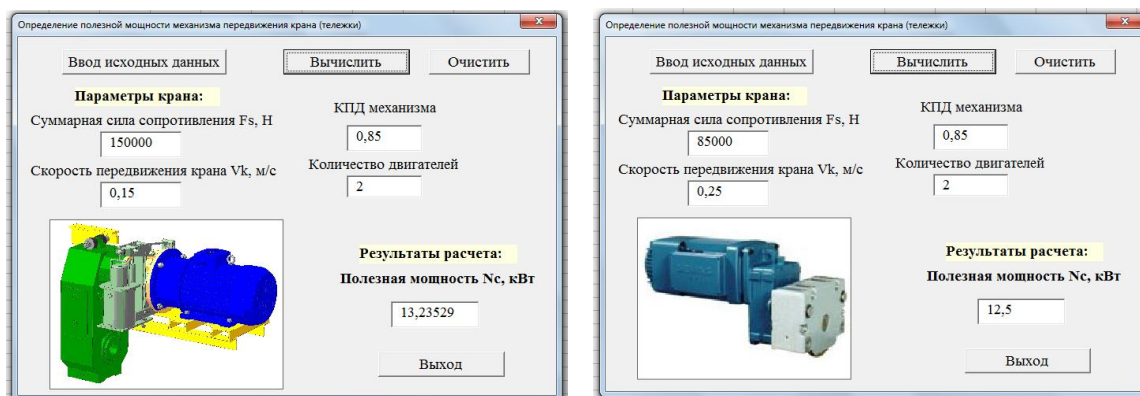 Определение полезной мощности механизма передвижения крана (тележки)
Ввод исходных данных
Вычислить
Очистить
Параметры крана:
Суммарная сила сопротивления Fs, Н
150000
Скорость передвижения крана Vk, м/с
0,15
КПД механизма
0,85
Количество двигателей
2
Результаты расчета:
Полезная мощность Nc, кВт
13,23529
Выход
Определение полезной мощности механизма передвижения крана (тележки)
Ввод исходных данных
Вычислить
Очистить
Параметры крана:
Суммарная сила сопротивления Fs, Н
85000
Скорость передвижения крана Vk, м/с
0,25
КПД механизма
0,85
Количество двигателей
2
Результаты расчета:
Полезная мощность Nc, кВт
12,5
Выход